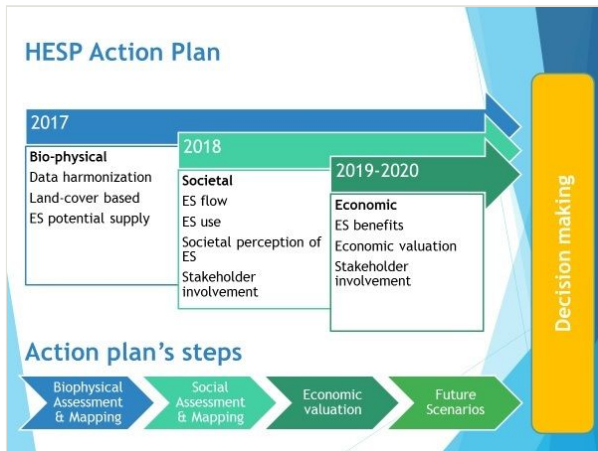 HESP Action Plan
2017
Bio-physical
Data harmonization
Land-cover based
ES potential supply
2018
Societal
ES flow
ES use
Societal perception of
ES
Stakeholder
involvement
2019-2020
Economic
ES benefits
Economic valuation
Stakeholder
involvement
Decision making
Action plan's steps
Biophysical
Assessment
& Mapping
Social
Assessment
& Mapping
Economic
valuation
Future
Scenarios